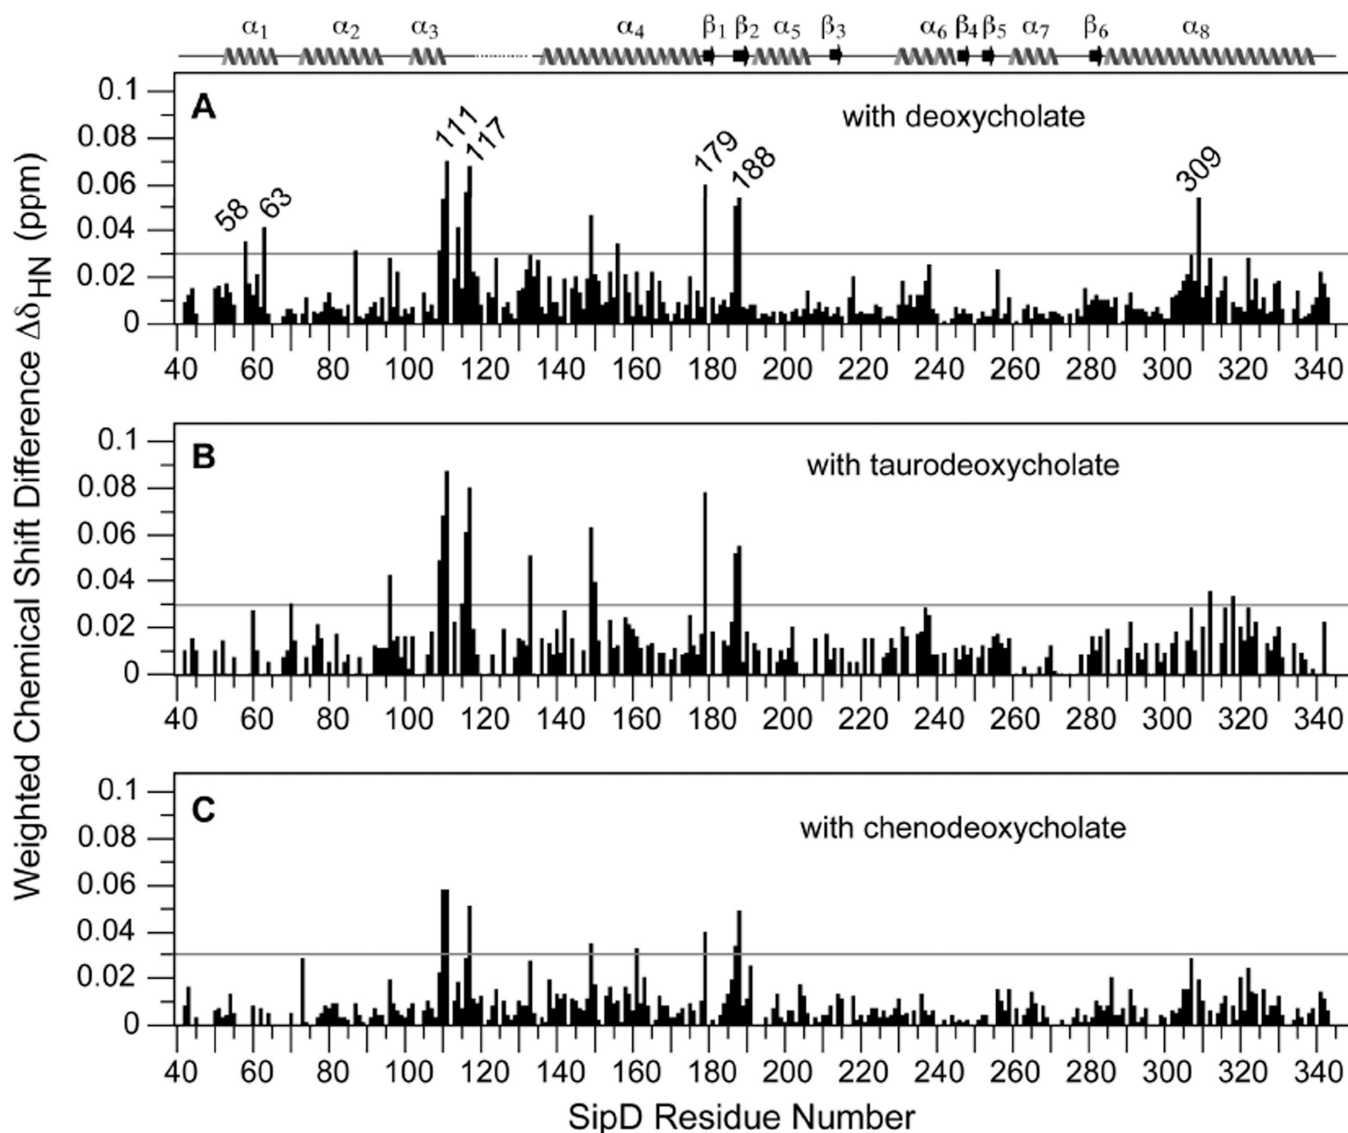 α1 α2 α3 α4 β1 β2 α5 β3 α6 β4 β5 α7 β6 α8
Weighted Chemical Shift Difference ΔδHN (ppm)
A
with deoxycholate
0.1
0.08
0.06
0.04
0.02
0
58 63 111 117 179 188 309
40 60 80 100 120 140 160 180 200 220 240 260 280 300 320 340
B
with taurodeoxycholate
0.1
0.08
0.06
0.04
0.02
0
40 60 80 100 120 140 160 180 200 220 240 260 280 300 320 340
C
with chenodeoxycholate
0.1
0.08
0.06
0.04
0.02
0
40 60 80 100 120 140 160 180 200 220 240 260 280 300 320 340
SipD Residue Number